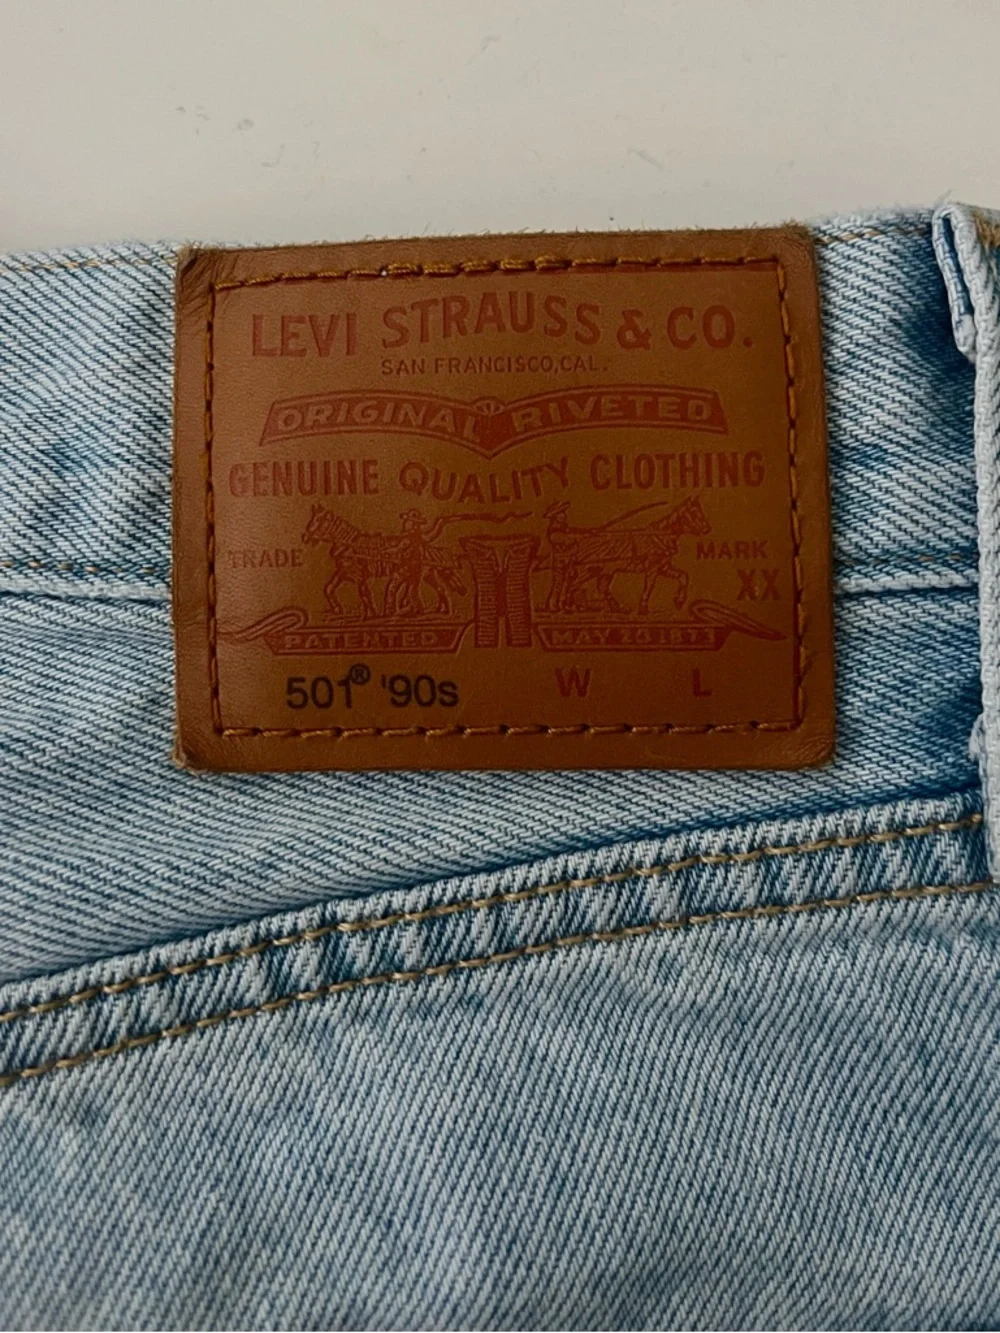 LEVI STRAUSS & CO.
SAN FRANCISCO, CAL.
ORIGINAL RIVETED
GENUINE QUALITY CLOTHING
TRADE MARK
XX
PATENTED MAY 20 1873
501® '90s W L